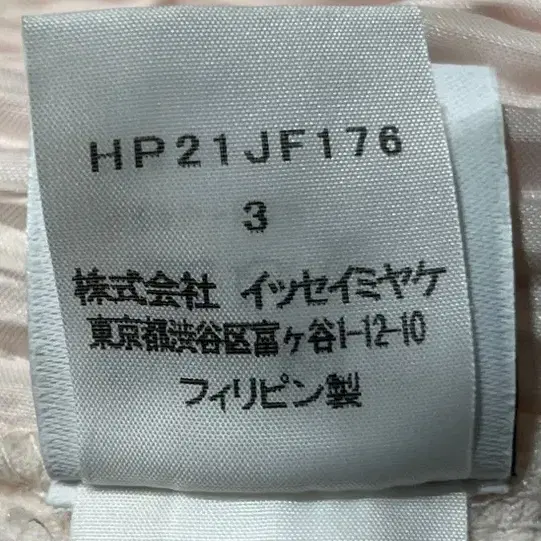 HP21JF176
3
株式会社 イッセイミヤケ
東京都渋谷区富ヶ谷1-12-10
フィリピン製